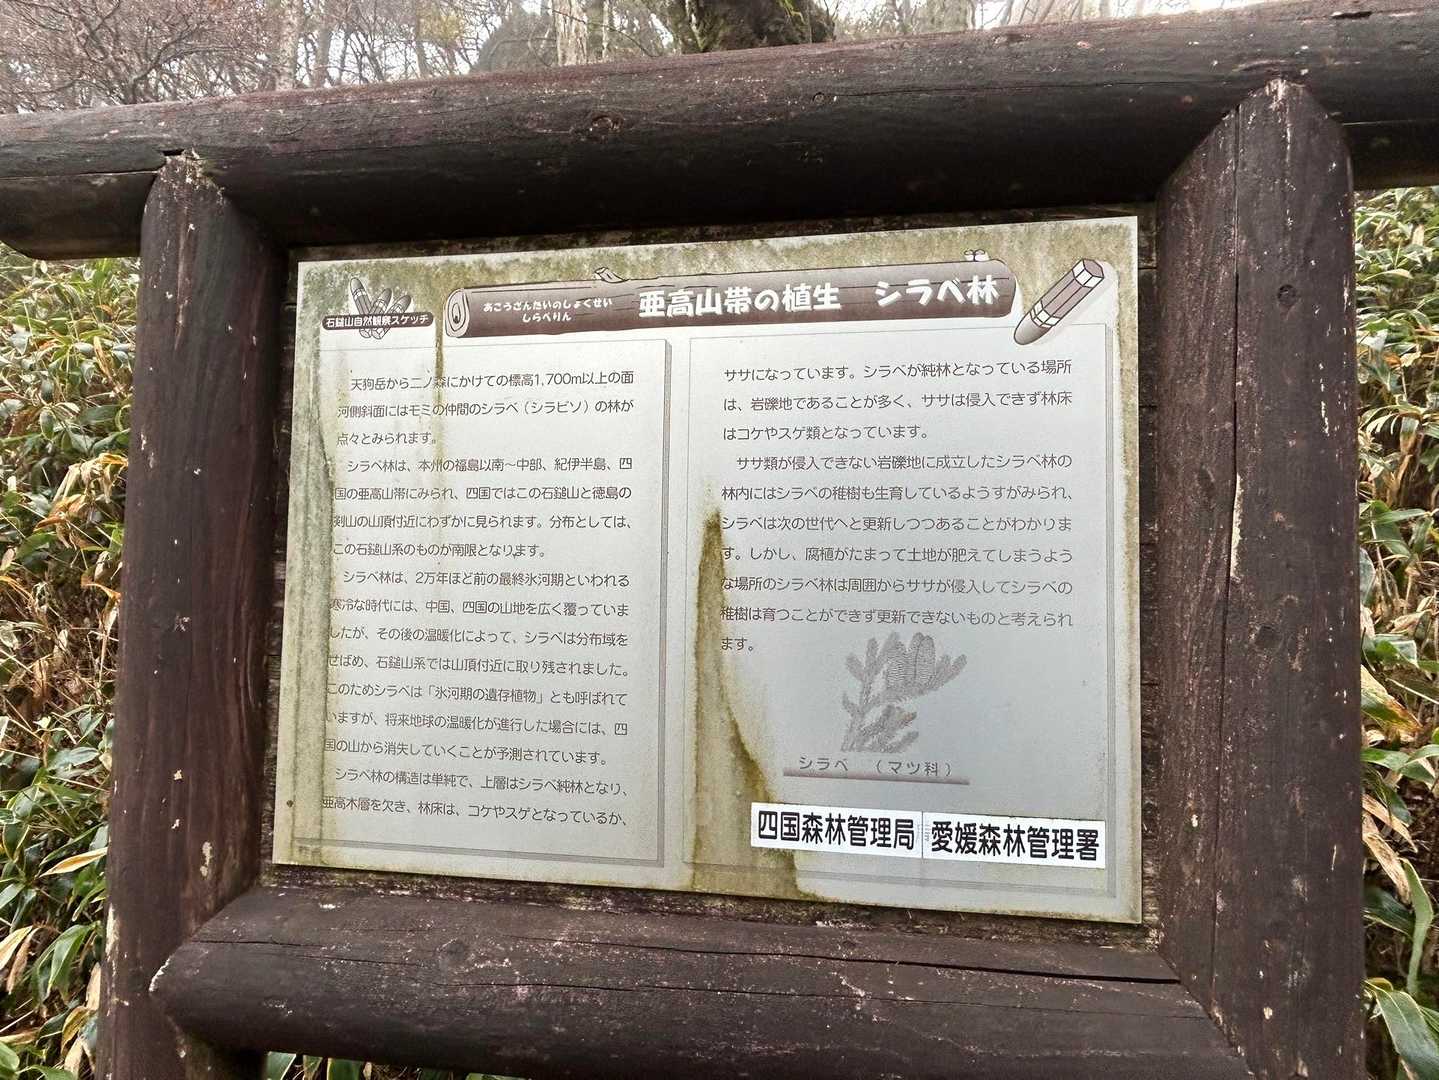 石鎚山自然観察スケッチ
あこうざんたいのしょくせい
しらべりん
亜高山帯の植生 シラベ林
天狗岳から二ノ森にかけての標高1,700m以上の面
河側斜面にはモミの仲間のシラベ（シラビソ）の林が
点々とみられます。
シラベ林は、本州の福島以南〜中部、紀伊半島、四
国の亜高山帯にみられ、四国ではこの石鎚山と徳島の
剣山の山頂付近にわずかに見られます。分布としては、
この石鎚山系のものが南限となります。
シラベ林は、2万年ほど前の最終氷河期といわれる
寒冷な時代には、中国、四国の山地を広く覆っていま
したが、その後の温暖化によって、シラベは分布域を
せばめ、石鎚山系では山頂付近に取り残されました。
このためシラベは「氷河期の遺存植物」とも呼ばれて
いますが、将来地球の温暖化が進行した場合には、四
国の山から消失していくことが予測されています。
シラベ林の構造は単純で、上層はシラベ純林となり、
亜高木層を欠き、林床は、コケやスゲとなっているか、
ササになっています。シラベが純林となっている場所
は、岩礫地であることが多く、ササは侵入できず林床
はコケやスゲ類となっています。
ササ類が侵入できない岩礫地に成立したシラベ林の
林内にはシラベの稚樹も生育しているようすがみられ、
シラベは次の世代へと更新しつつあることがわかりま
す。しかし、腐植がたまって土地が肥えてしまうよう
な場所のシラベ林は周囲からササが侵入してシラベの
稚樹は育つことができず更新できないものと考えられ
ます。
シラベ （マツ科）
四国森林管理局 愛媛森林管理署